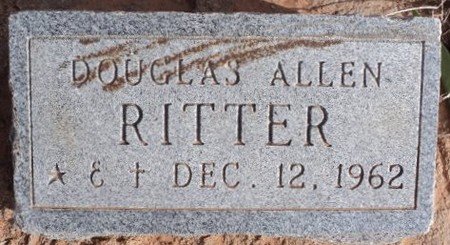 DOUGLAS ALLEN
RITTER
★ & † DEC. 12, 1962